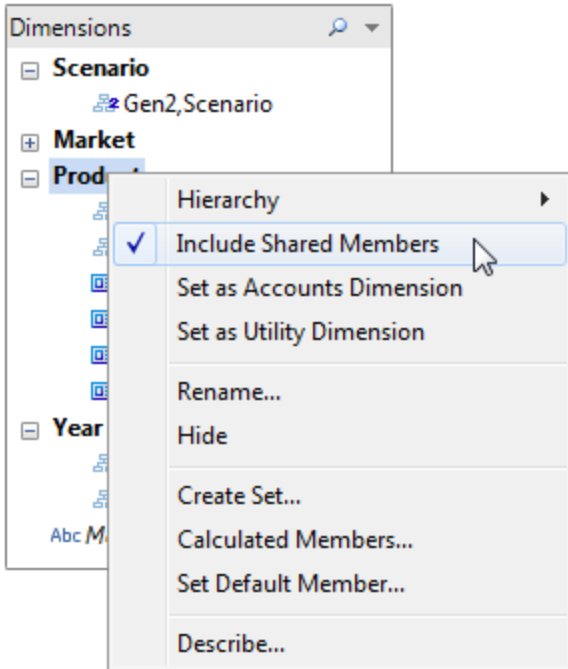 Dimensions
Scenario
Gen2,Scenario
Market
Hierarchy
Include Shared Members
Set as Accounts Dimension
Set as Utility Dimension
Rename...
Hide
Year
Create Set...
Calculated Members...
Abc
Set Default Member...
Describe...